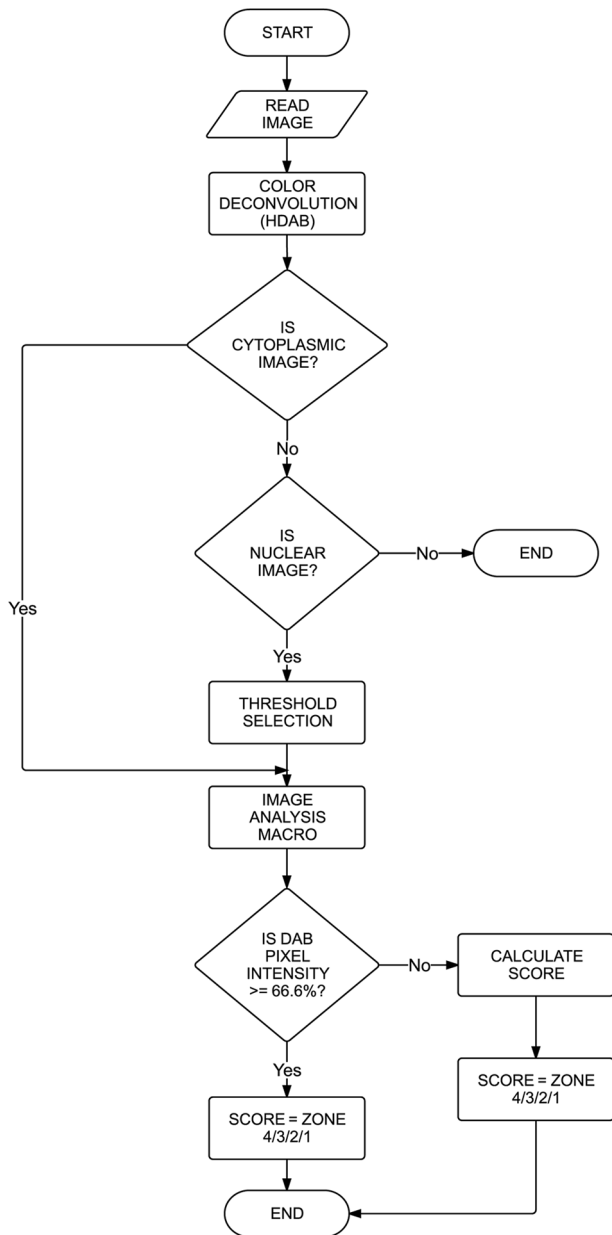 START
READ
IMAGE
COLOR
DECONVOLUTION
(HDAB)
IS
CYTOPLASMIC
IMAGE?
No
IS
NUCLEAR
IMAGE?
No
END
Yes
Yes
THRESHOLD
SELECTION
IMAGE
ANALYSIS
MACRO
IS DAB
PIXEL
INTENSITY
>= 66.6%?
No
CALCULATE
SCORE
Yes
SCORE = ZONE
4/3/2/1
SCORE = ZONE
4/3/2/1
END